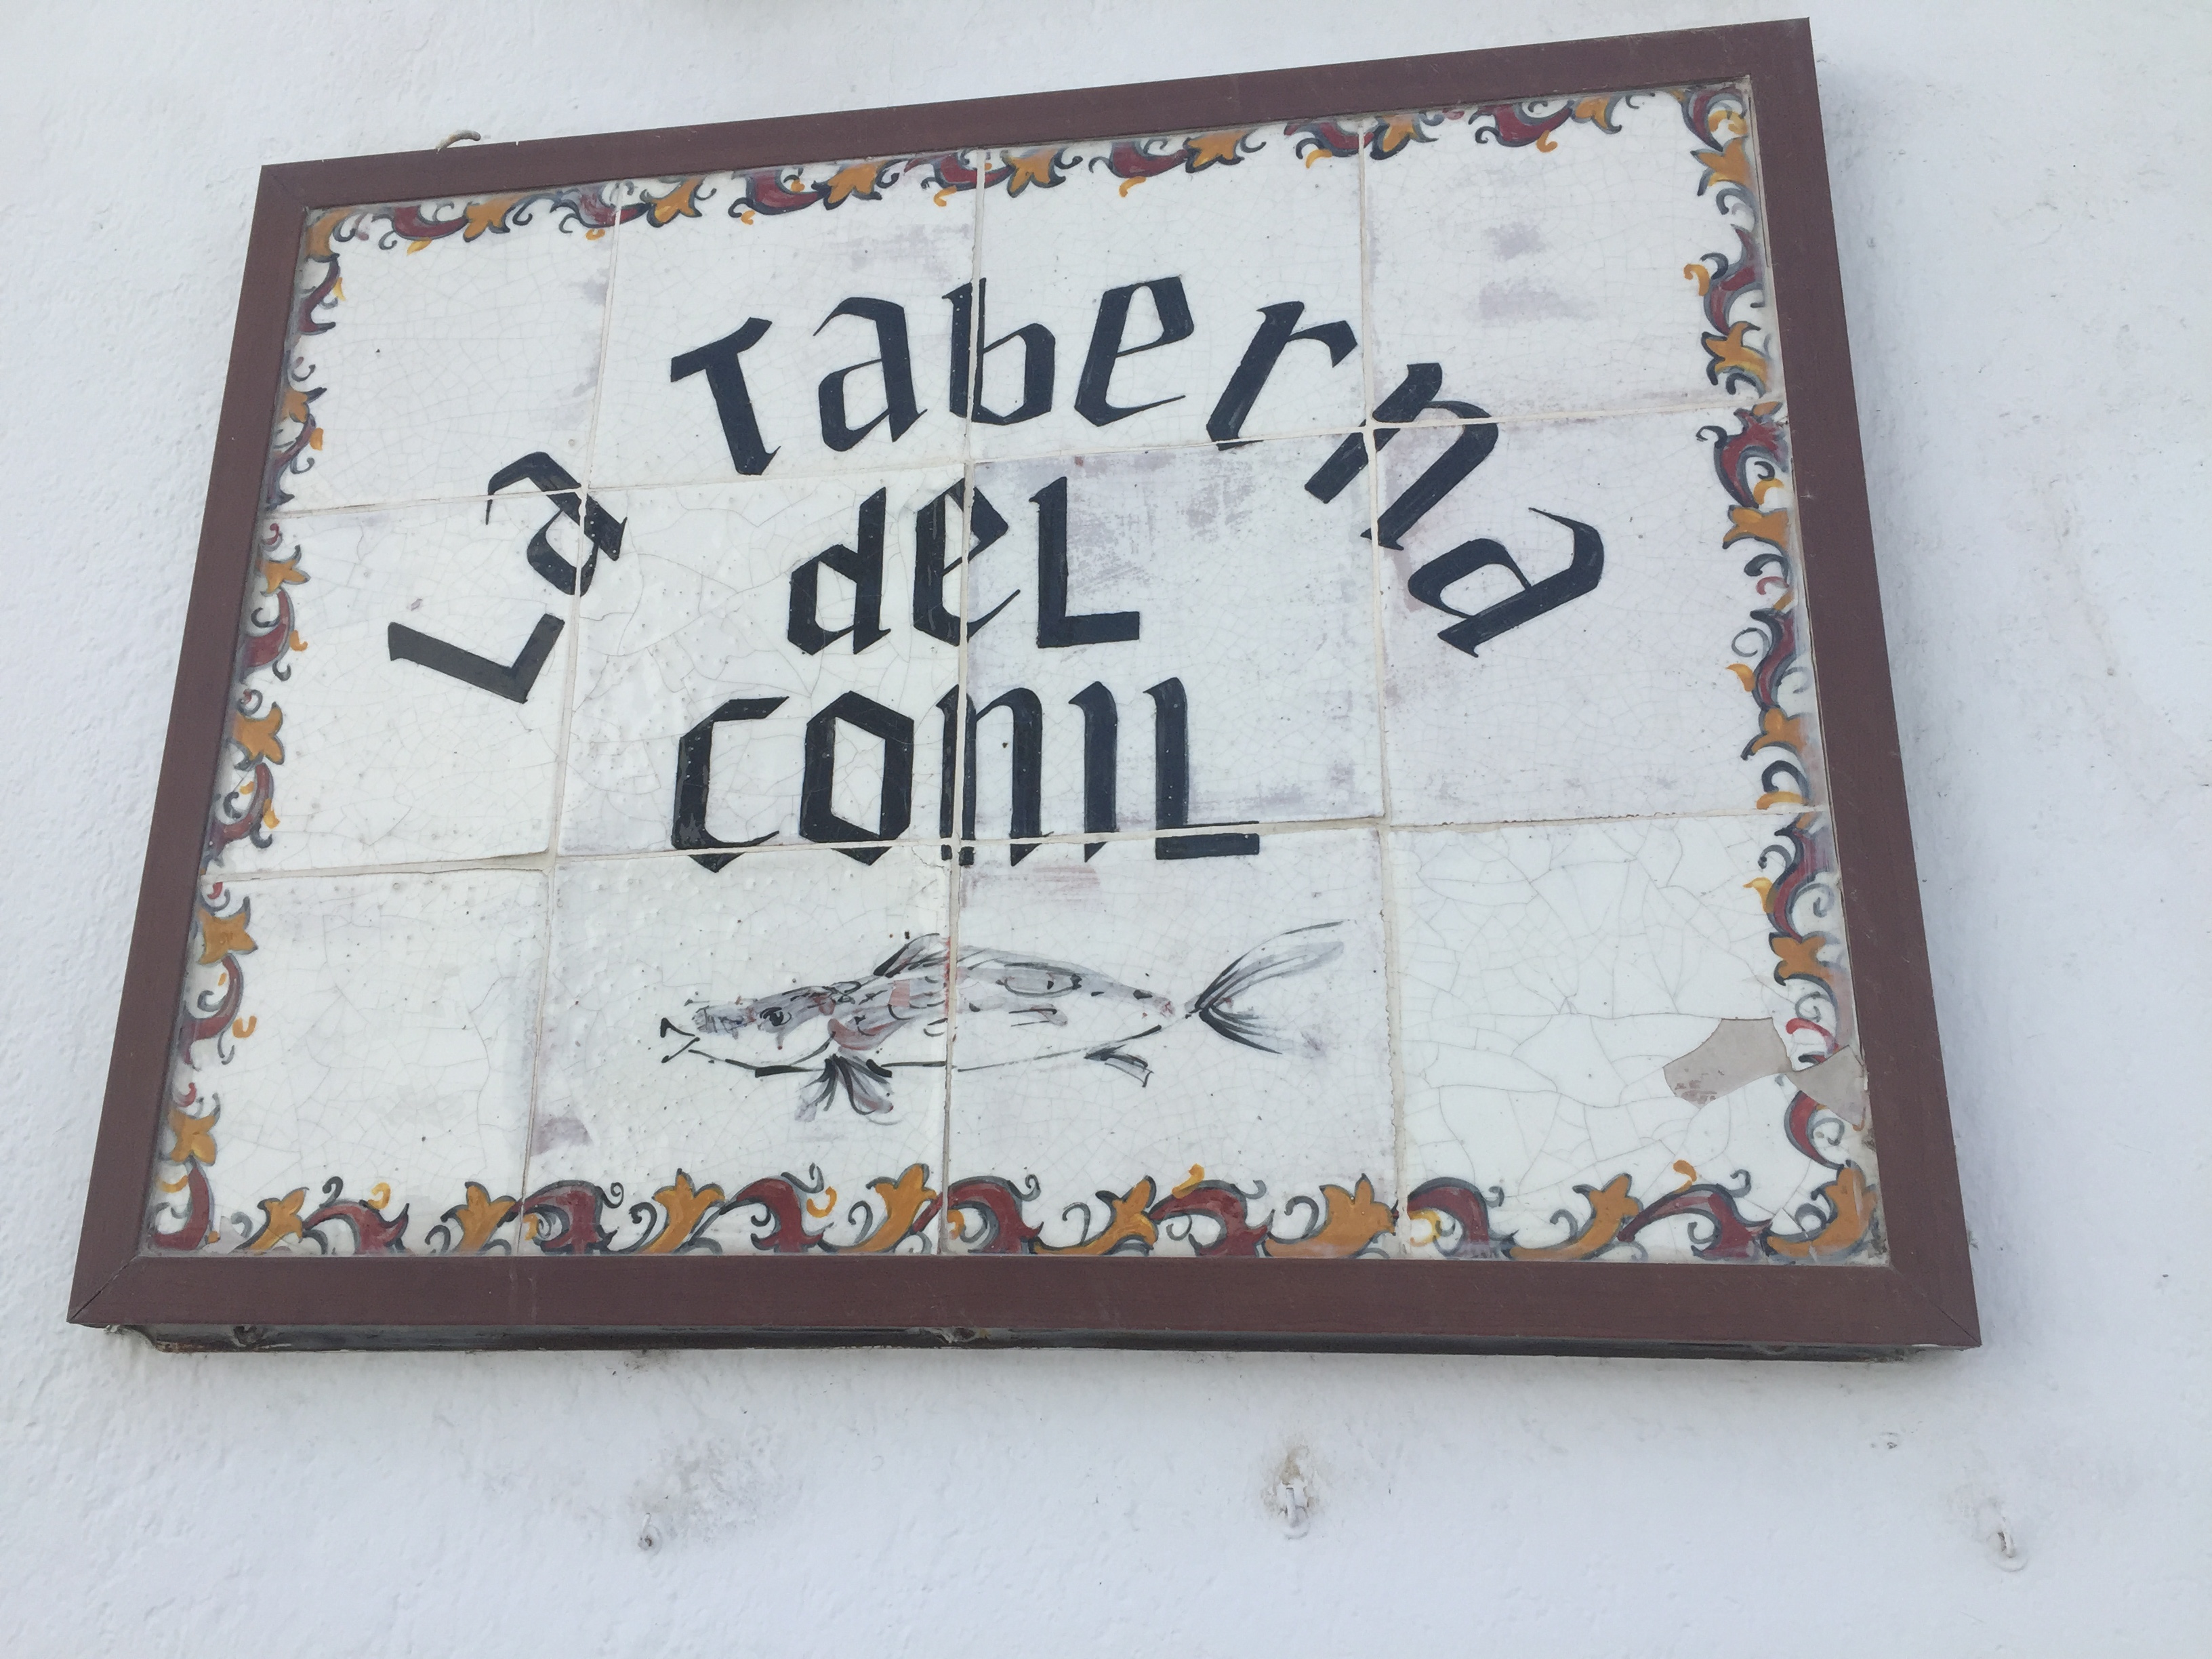 La Taberna
del
conil